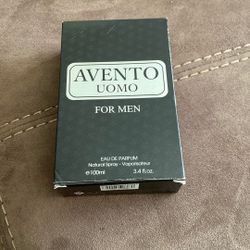 AVENTO
UOMO
FOR MEN
EAU DE PARFUM
Natural Spray - Vaporisateur
℮100ml 3.4 fl.oz.